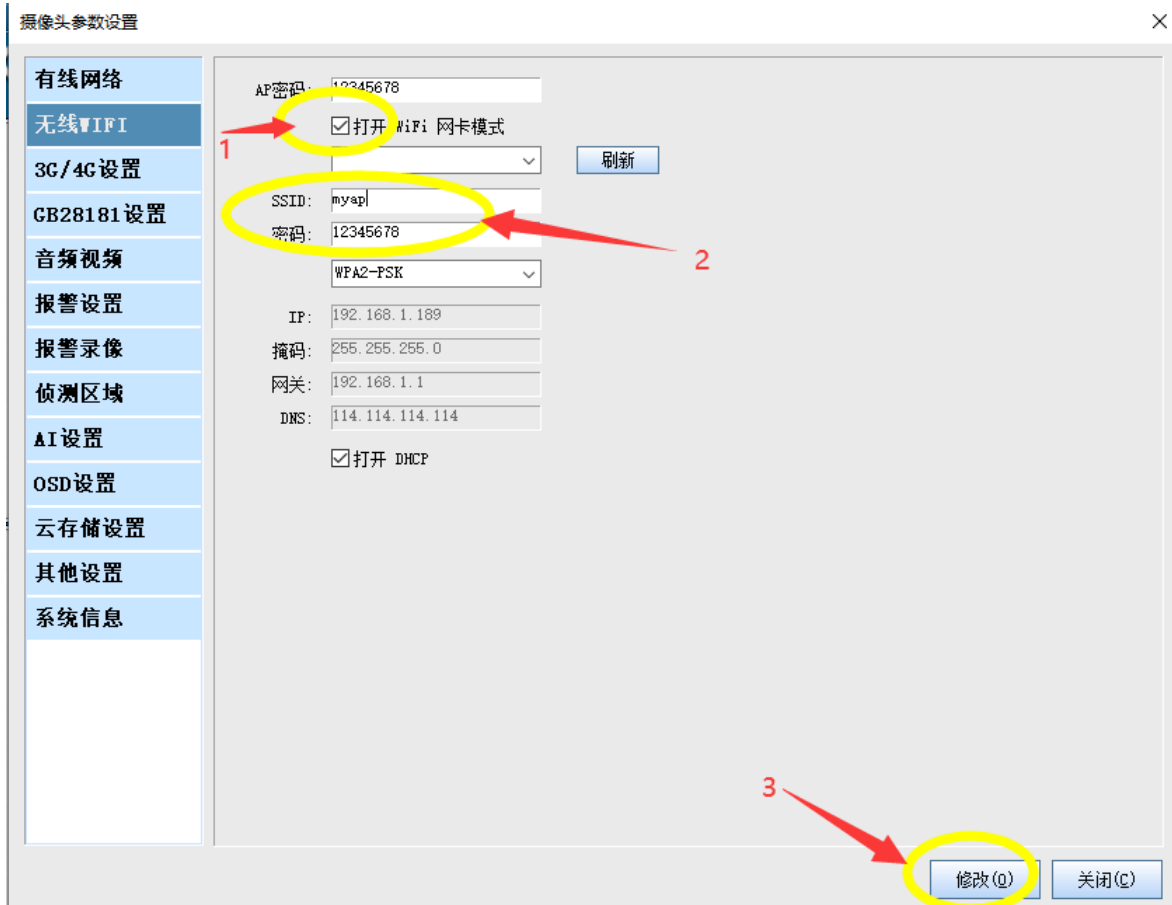 摄像头参数设置
有线网络
无线WIFI
3G/4G设置
GB28181设置
音频视频
报警设置
报警录像
侦测区域
AI设置
OSD设置
云存储设置
其他设置
系统信息
AP密码: 12345678
1
打开 WiFi 网卡模式
刷新
SSID: myap
密码: 12345678
2
WPA2-PSK
IP: 192.168.1.189
掩码: 255.255.255.0
网关: 192.168.1.1
DNS: 114.114.114.114
打开 DHCP
3
修改(O) 关闭(C)